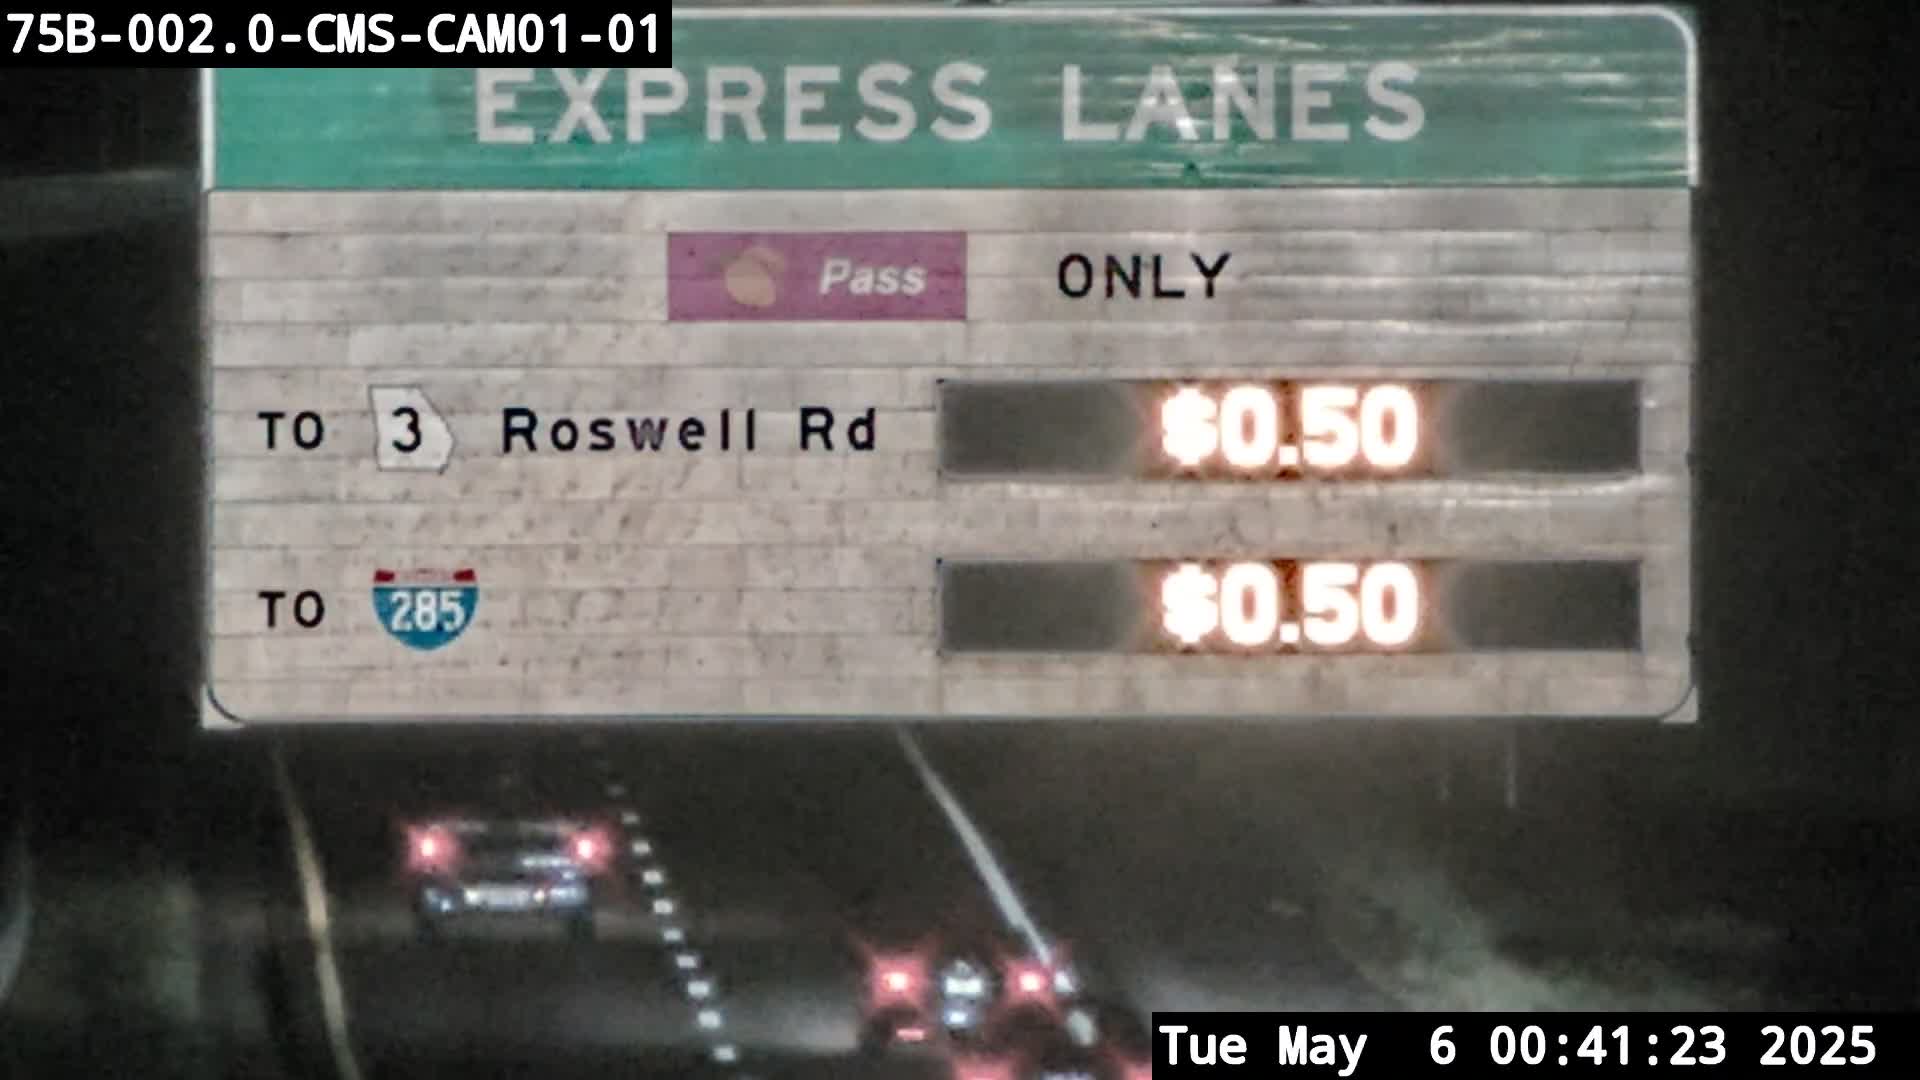 75B-002.0-CMS-CAM01-01
EXPRESS LANES
Pass ONLY
TO 3 Roswell Rd $0.50
TO 285 $0.50
Tue May 6 00:41:23 2025